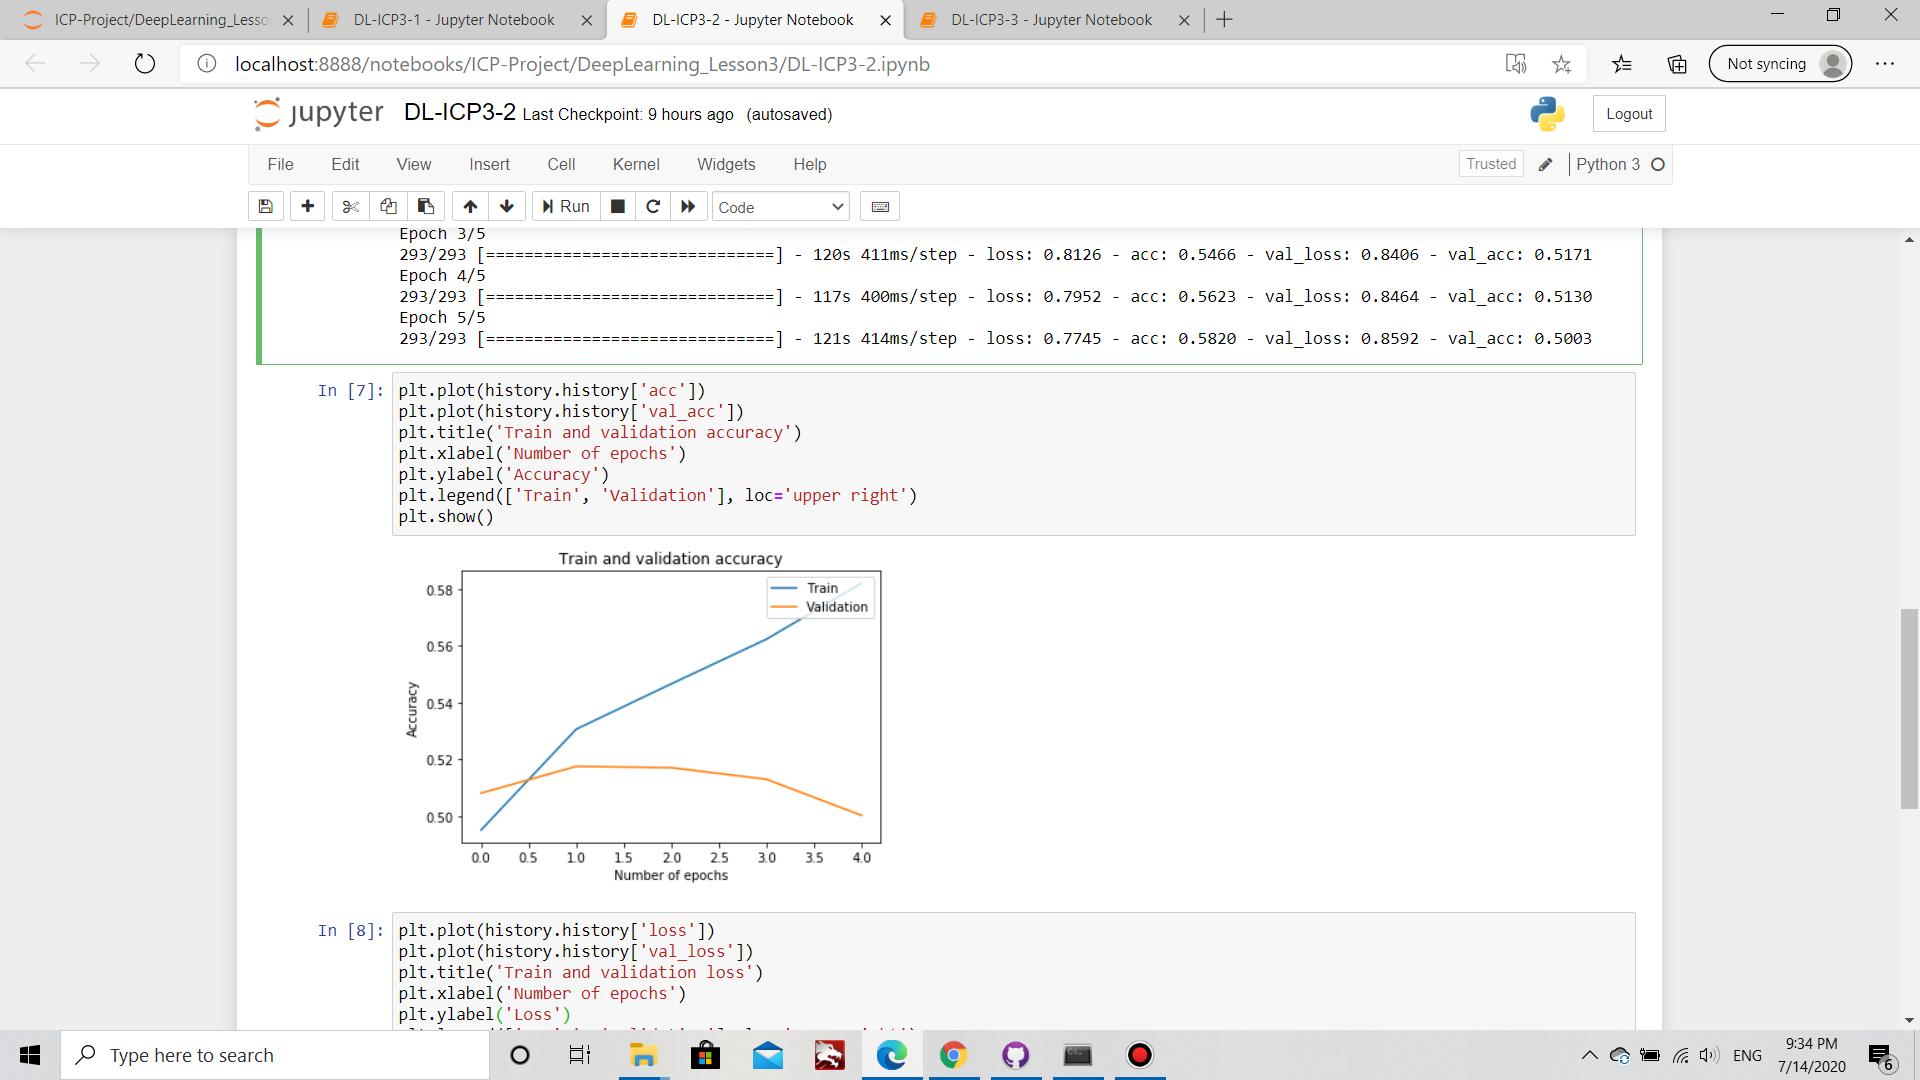 ICP-Project/DeepLearning_Lesso
DL-ICP3-1 - Jupyter Notebook
DL-ICP3-2 - Jupyter Notebook
DL-ICP3-3 - Jupyter Notebook
localhost:8888/notebooks/ICP-Project/DeepLearning_Lesson3/DL-ICP3-2.ipynb
Not syncing
jupyter DL-ICP3-2 Last Checkpoint: 9 hours ago (autosaved)
Logout
File Edit View Insert Cell Kernel Widgets Help
Trusted
Python 3
Run
Code
Epoch 3/5
293/293 [==============================] - 120s 411ms/step - loss: 0.8126 - acc: 0.5466 - val_loss: 0.8406 - val_acc: 0.5171
Epoch 4/5
293/293 [==============================] - 117s 400ms/step - loss: 0.7952 - acc: 0.5623 - val_loss: 0.8464 - val_acc: 0.5130
Epoch 5/5
293/293 [==============================] - 121s 414ms/step - loss: 0.7745 - acc: 0.5820 - val_loss: 0.8592 - val_acc: 0.5003
In [7]:
plt.plot(history.history['acc'])
plt.plot(history.history['val_acc'])
plt.title('Train and validation accuracy')
plt.xlabel('Number of epochs')
plt.ylabel('Accuracy')
plt.legend(['Train', 'Validation'], loc='upper right')
plt.show()
Train and validation accuracy
Train
Validation
0.58
0.56
0.54
0.52
0.50
Accuracy
0.0 0.5 1.0 1.5 2.0 2.5 3.0 3.5 4.0
Number of epochs
In [8]:
plt.plot(history.history['loss'])
plt.plot(history.history['val_loss'])
plt.title('Train and validation loss')
plt.xlabel('Number of epochs')
plt.ylabel('Loss')
Type here to search
ENG
9:34 PM
7/14/2020
6